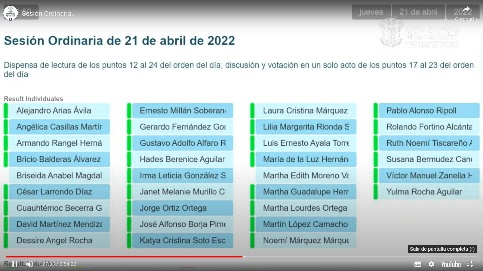 Sesión Ordinaria.
jueves
21 de abril
2022
Sesión Ordinaria de 21 de abril de 2022
Dispensa de lectura de los puntos 12 al 24 del orden del día; discusión y votación en un solo acto de los puntos 17 al 23 del orden
del día
Result Individuales
Alejandro Arias Ávila
Angélica Casillas Martír
Armando Rangel Herná
Bricio Balderas Álvarez
Briseida Anabel Magdal
César Larrondo Díaz
Cuauhtémoc Becerra G
David Martínez Mendiza
Dessire Angel Rocha
Ernesto Millán Soberan
Gerardo Fernández Gor
Gustavo Adolfo Alfaro R
Hades Berenice Aguilar
Irma Leticia González S
Janet Melanie Murillo C
Jorge Ortiz Ortega
José Alfonso Borja Pime
Katya Cristina Soto Esc
Laura Cristina Márquez
Lilia Margarita Rionda S
Luis Ernesto Ayala Torre
María de la Luz Hernán
Martha Edith Moreno Va
Martha Guadalupe Hern
Martha Lourdes Ortega
Martín López Camacho
Noemí Márquez Márque
Pablo Alonso Ripoll
Rolando Fortino Alcánta
Ruth Noemí Tiscareño A
Susana Bermudez Cano
Víctor Manuel Zanella H
Yulma Rocha Aguilar
Salir de pantalla completa (f)
YouTube